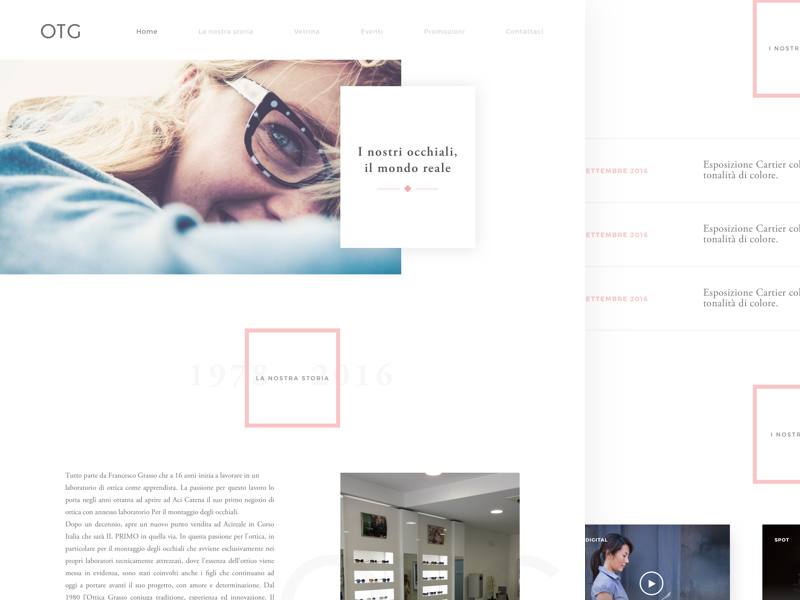 OTG
Home
La nostra storia
Vetrina
Eventi
Promozioni
Contattaci
I nostri occhiali,
il mondo reale
1978 2016
LA NOSTRA STORIA
Tutto parte da Francesco Grasso che a 16 anni inizia a lavorare in un
laboratorio di ottica come apprendista. La passione per questo lavoro lo
porta negli anni ottanta ad aprire ad Aci Catena il suo primo negozio di
ottica con annesso laboratorio Per il montaggio degli occhiali.
Dopo un decennio, apre un nuovo punto vendita ad Acireale in Corso
Italia che sarà IL PRIMO in quella via. In questa passione per l'ottica, in
particolare per il montaggio degli occhiali che avviene esclusivamente nei
propri laboratori tecnicamente attrezzati, dove l'essenza dell'ottico viene
messa in evidenza, sono stati coinvolti anche i figli che continuano ad
oggi a portare avanti il suo progetto, con amore e determinazione. Dal
1980 l'Ottica Grasso coniuga tradizione, esperienza ed innovazione. Il
I NOSTR
ETTEMBRE 2016
Esposizione Cartier col
tonalità di colore.
ETTEMBRE 2016
Esposizione Cartier col
tonalità di colore.
ETTEMBRE 2016
Esposizione Cartier col
tonalità di colore.
I NOSTR
DIGITAL
SPOT